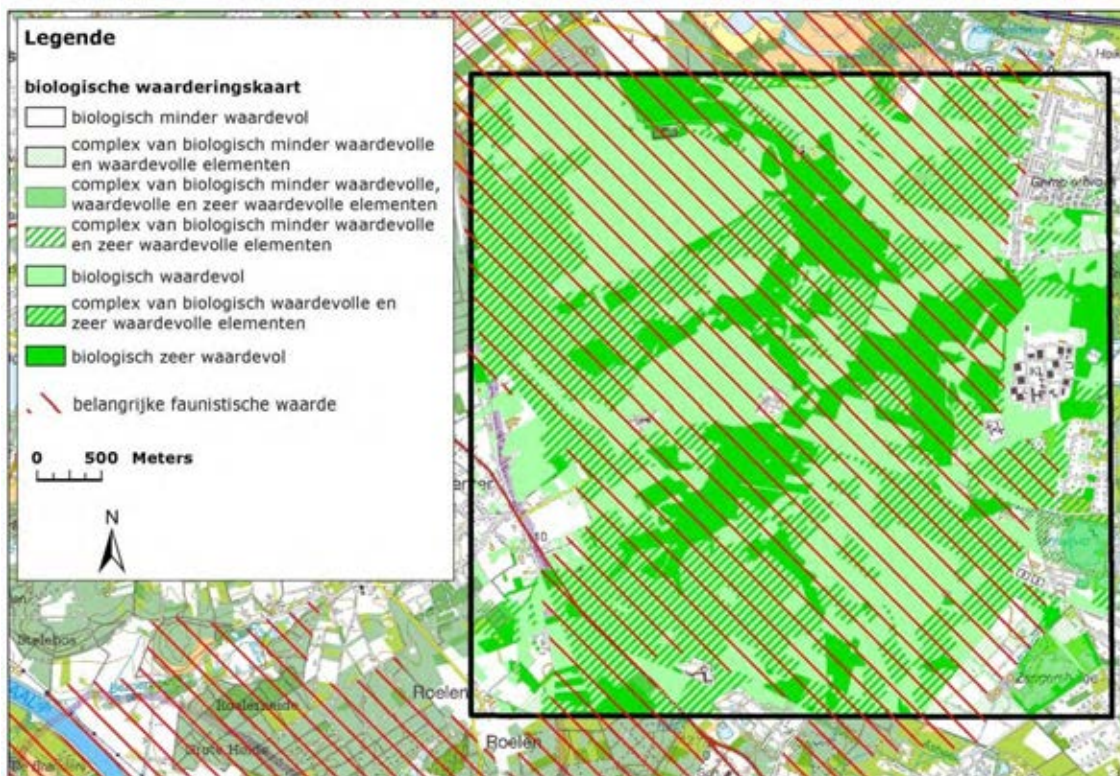 Legende
biologische waarderingskaart
biologisch minder waardevol
complex van biologisch minder waardevolle
en waardevolle elementen
complex van biologisch minder waardevolle,
waardevolle en zeer waardevolle elementen
complex van biologisch minder waardevolle
en zeer waardevolle elementen
biologisch waardevol
complex van biologisch waardevolle en
zeer waardevolle elementen
biologisch zeer waardevol
belangrijke faunistische waarde
0 500 Meters
N
10
Roelen
Roelen